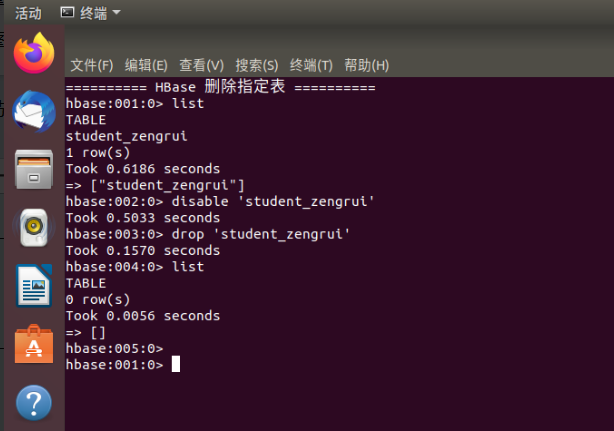 活动 终端
文件(F) 编辑(E) 查看(V) 搜索(S) 终端(T) 帮助(H)
========== HBase 删除指定表 ==========
hbase:001:0> list
TABLE
student_zengrui
1 row(s)
Took 0.6186 seconds
=> ["student_zengrui"]
hbase:002:0> disable 'student_zengrui'
Took 0.5033 seconds
hbase:003:0> drop 'student_zengrui'
Took 0.1570 seconds
hbase:004:0> list
TABLE
0 row(s)
Took 0.0056 seconds
=> []
hbase:005:0>
hbase:001:0>